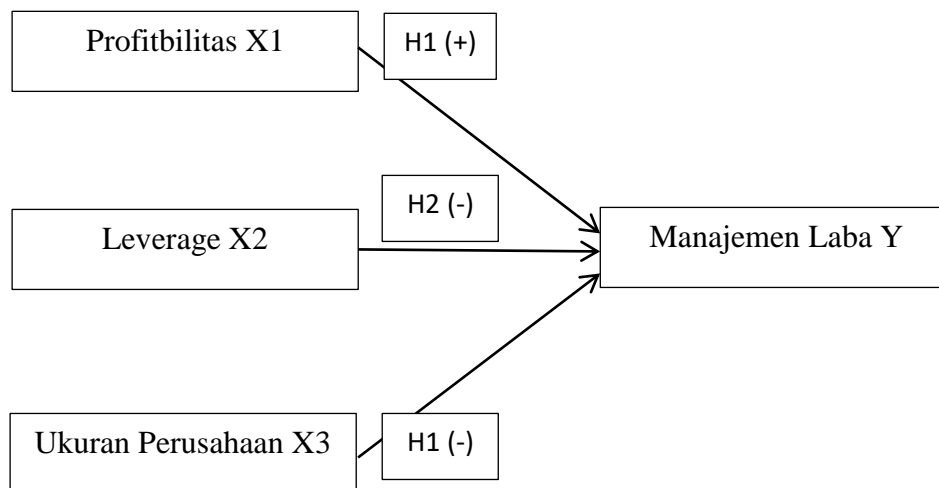 Profitbilitas X1
H1 (+)
H2 (-)
Leverage X2
Manajemen Laba Y
Ukuran Perusahaan X3
H1 (-)